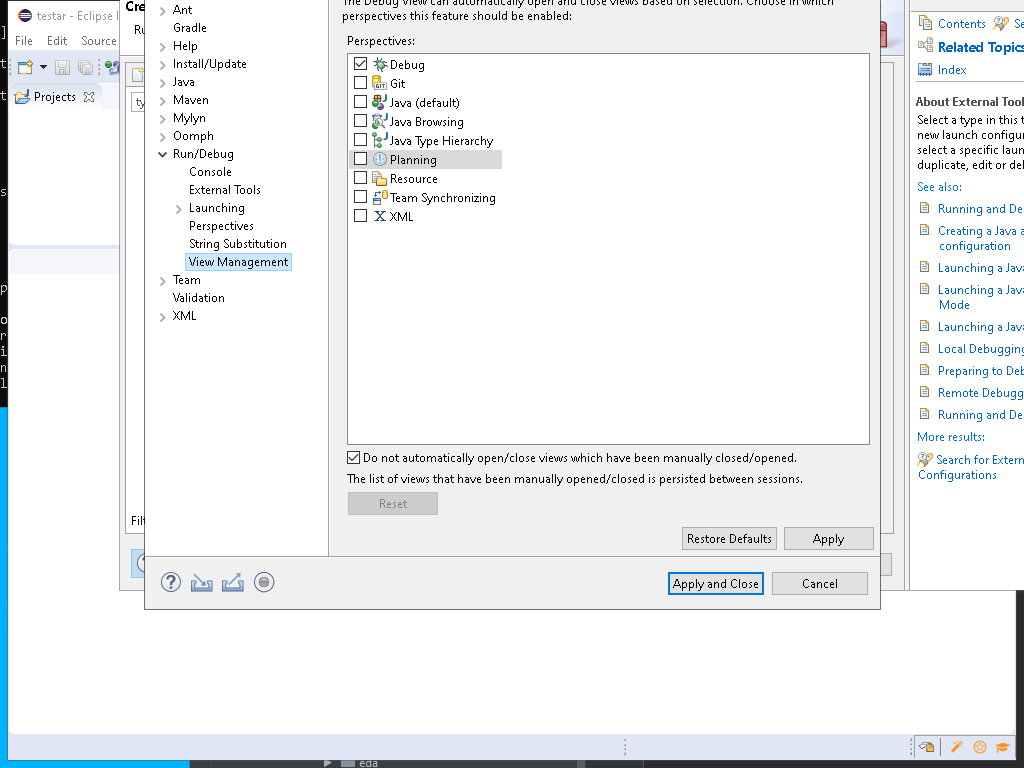 testar - Eclipse I
File Edit Source
Projects
Cre
Ru
ty
Filt
Ant
Gradle
Help
Install/Update
Java
Maven
Mylyn
Oomph
Run/Debug
Console
External Tools
Launching
Perspectives
String Substitution
View Management
Team
Validation
XML
The Debug View can automatically open and close views based on selection. Choose in which
perspectives this feature should be enabled:
Perspectives:
Debug
Git
Java (default)
Java Browsing
Java Type Hierarchy
Planning
Resource
Team Synchronizing
XML
Do not automatically open/close views which have been manually closed/opened.
The list of views that have been manually opened/closed is persisted between sessions.
Reset
Restore Defaults Apply
Apply and Close Cancel
Contents Se
Related Topics
Index
About External Tool
Select a type in this t
new launch configur
select a specific laun
duplicate, edit or del
See also:
Running and De
Creating a Java a
configuration
Launching a Java
Launching a Java
Mode
Launching a Java
Local Debugging
Preparing to Deb
Remote Debugg
Running and De
More results:
Search for Extern
Configurations
eda